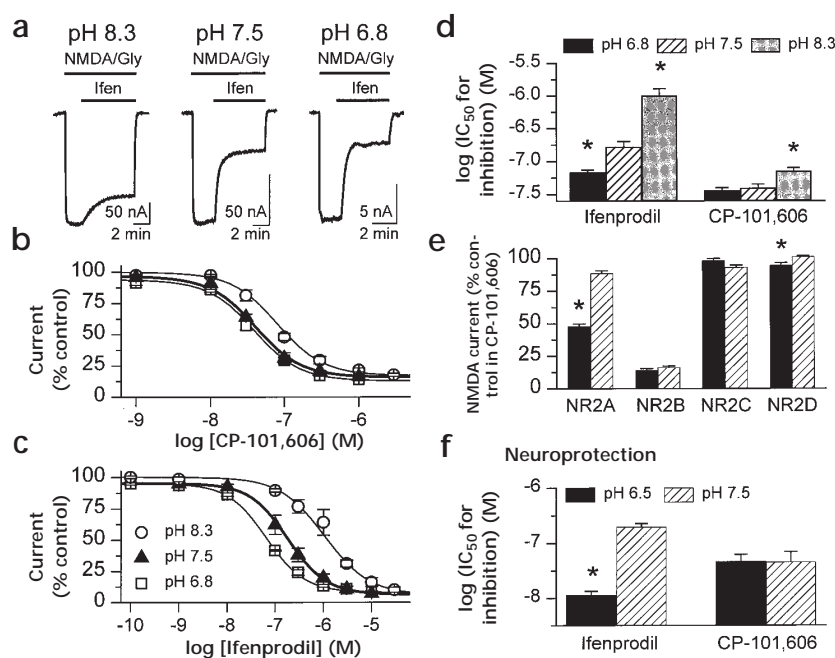 a
pH 8.3 pH 7.5 pH 6.8
NMDA/Gly NMDA/Gly NMDA/Gly
Ifen Ifen Ifen
50 nA 50 nA 5 nA
2 min 2 min 2 min
b
Current
(% control)
100
75
50
25
0
-9 -8 -7 -6
log [CP-101,606] (M)
c
Current
(% control)
100
75
50
25
0
pH 8.3
pH 7.5
pH 6.8
-10 -9 -8 -7 -6 -5
log [Ifenprodil] (M)
d
pH 6.8 pH 7.5 pH 8.3
log (IC50 for
inhibition) (M)
-5.5
-6.0
-6.5
-7.0
-7.5
* * *
Ifenprodil CP-101,606
e
NMDA current (% con-
trol in CP-101,606)
100
75
50
25
0
* *
NR2A NR2B NR2C NR2D
f Neuroprotection
pH 6.5 pH 7.5
log (IC50 for
inhibition) (M)
-6
-7
-8
*
Ifenprodil CP-101,606